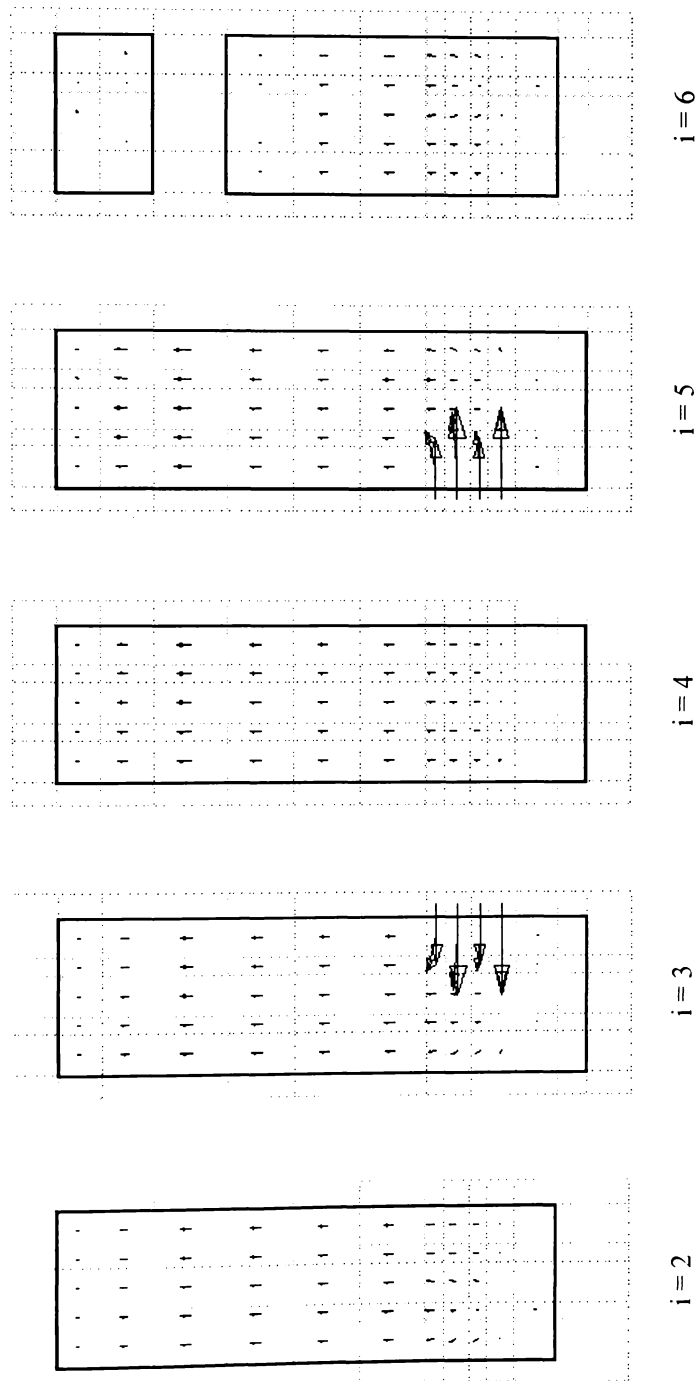 i = 6
i = 5
i = 4
i = 3
i = 2